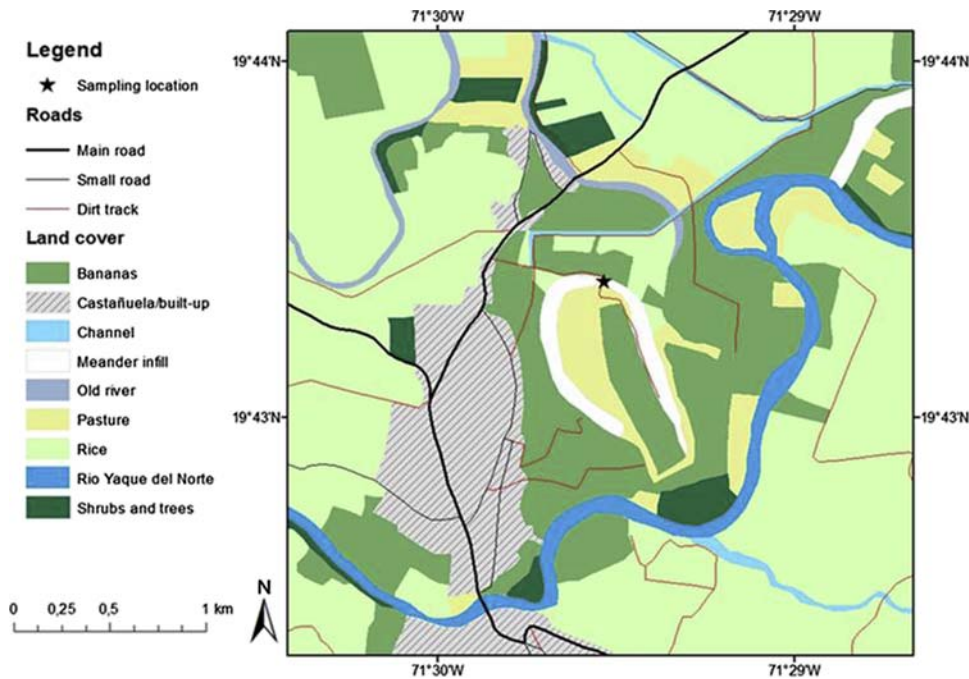 71°30'W
71°29'W
Legend
Sampling location
Roads
Main road
Small road
Dirt track
Land cover
Bananas
Castañuela/built-up
Channel
Meander infill
Old river
Pasture
Rice
Rio Yaque del Norte
Shrubs and trees
0 0,25 0,5 1 km
N
19°44'N
19°44'N
19°43'N
19°43'N
71°30'W
71°29'W